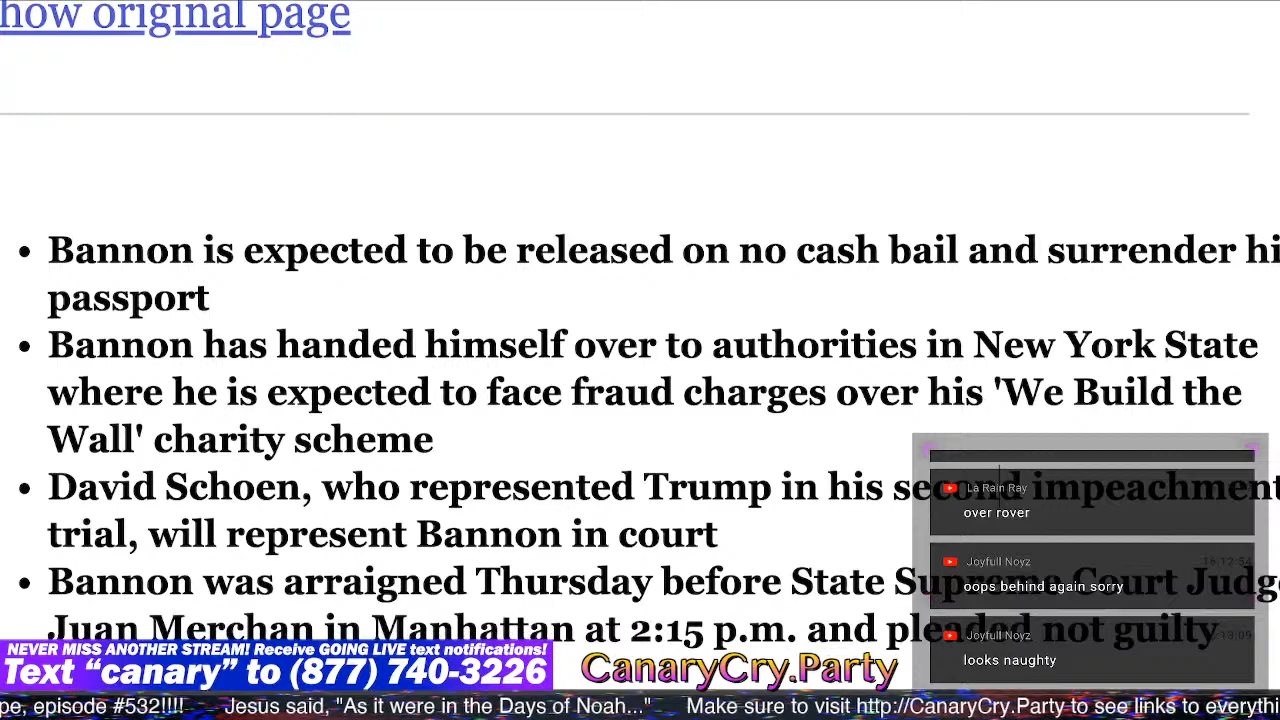 how original page
Bannon is expected to be released on no cash bail and surrender hi
passport
Bannon has handed himself over to authorities in New York State
where he is expected to face fraud charges over his 'We Build the
Wall' charity scheme
David Schoen, who represented Trump in his second impeachment
trial, will represent Bannon in court
Bannon was arraigned Thursday before State Supreme Court Judge
Juan Merchan in Manhattan at 2:15 p.m. and pleaded not guilty
La Rain Ray
over rover
Joyfull Noyz 16:12:54
oops behind again sorry
Joyfull Noyz
looks naughty
NEVER MISS ANOTHER STREAM! Receive GOING LIVE text notifications!
Text “canary” to (877) 740-3226
CanaryCry.Party
pe, episode #532!!!! Jesus said, "As it were in the Days of Noah..." Make sure to visit http://CanaryCry.Party to see links to everythi